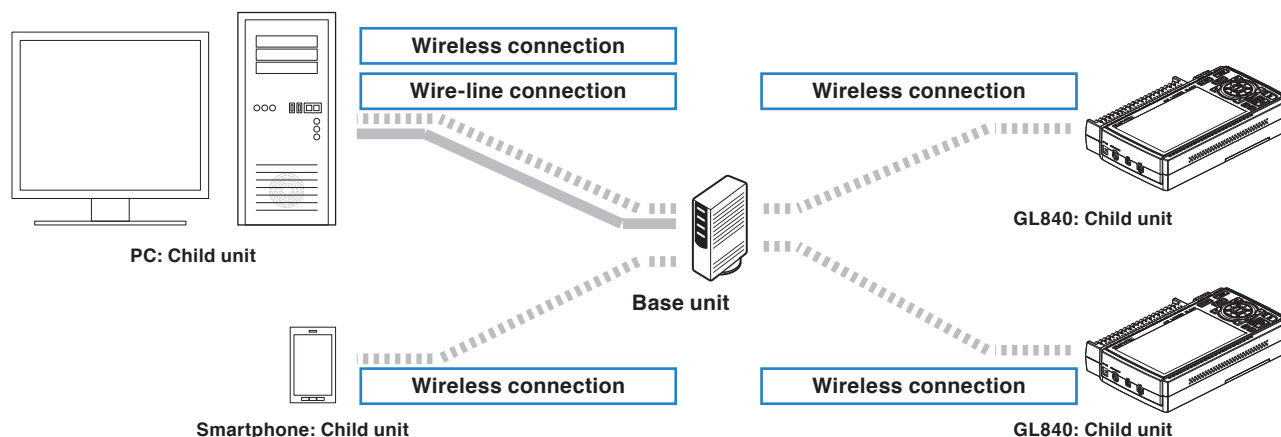 Wireless connection
Wire-line connection
Wireless connection
GL840: Child unit
PC: Child unit
Base unit
Wireless connection
Wireless connection
Smartphone: Child unit
GL840: Child unit